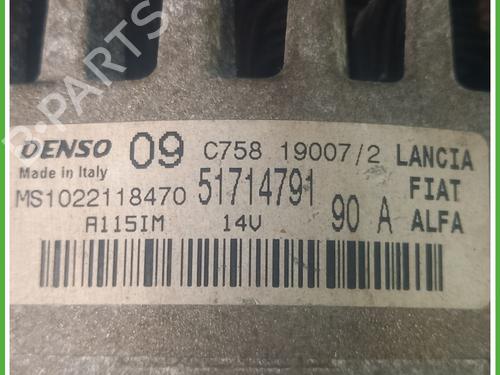 B-PARTS
DENSO 09 C758 19007/2 LANCIA
Made in Italy
MS1022118470 51714791 FIAT
A115IM 14V 90 A ALFA